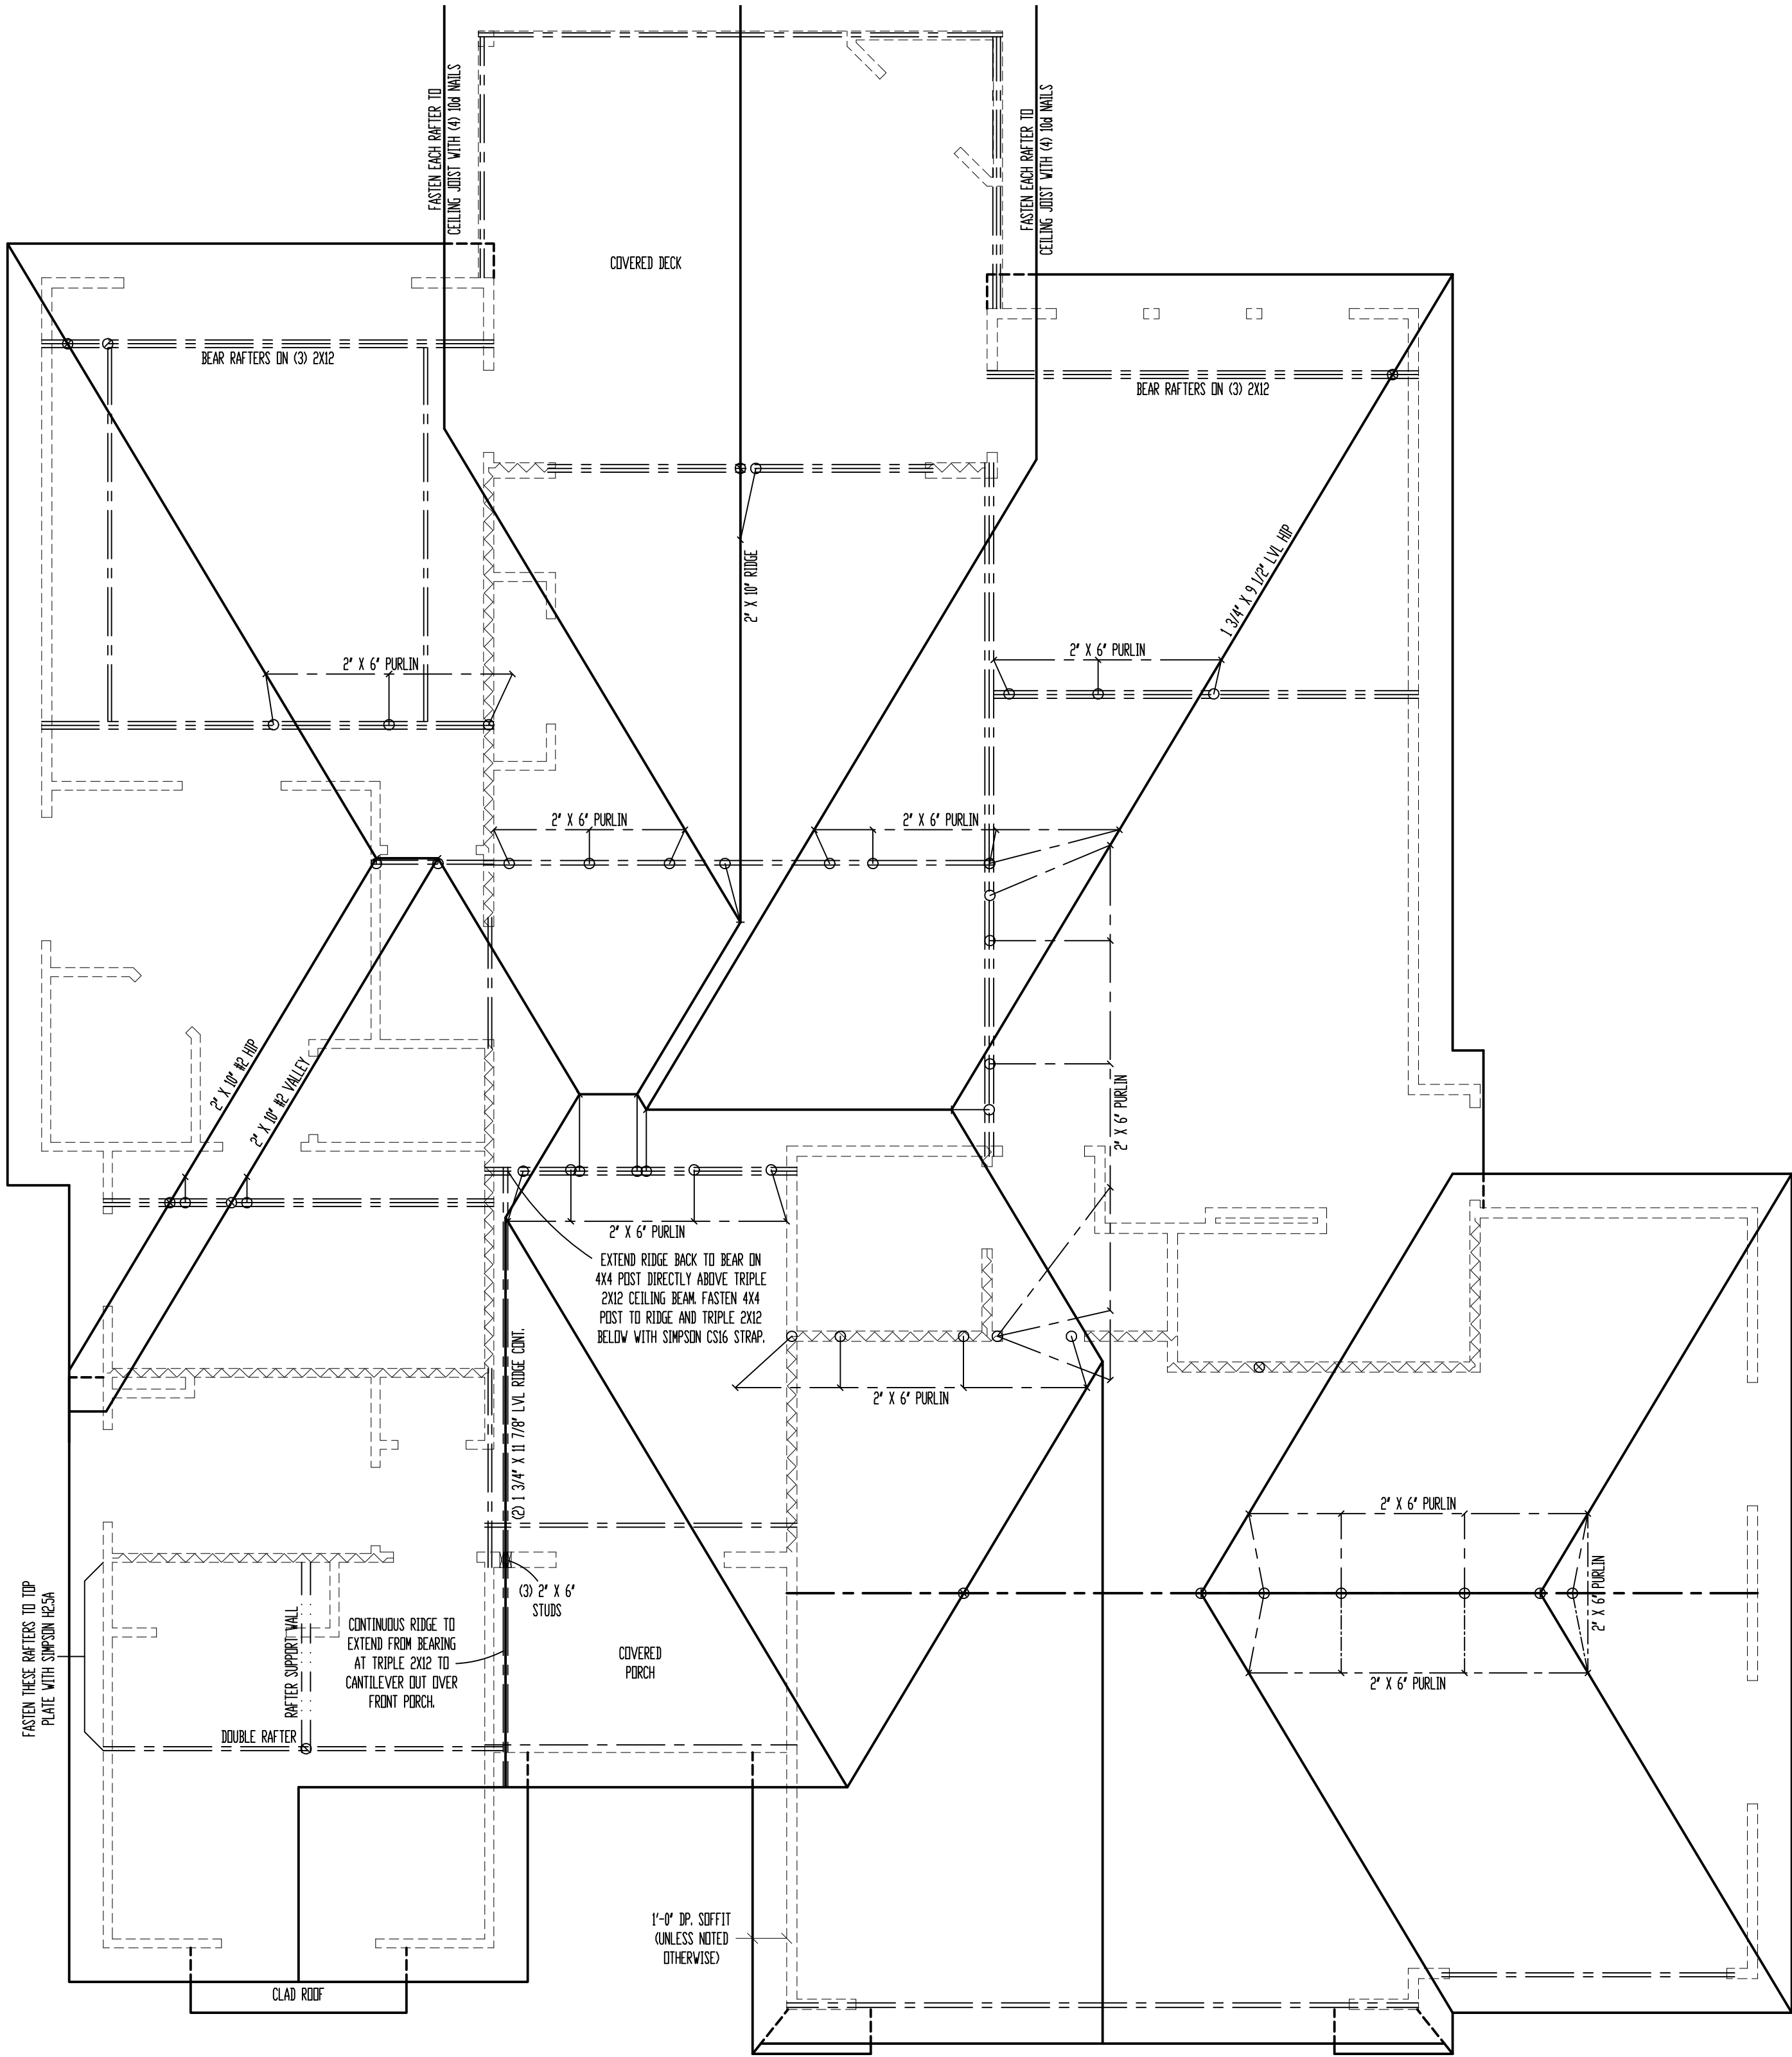 FASTEN EACH RAFTER TO
CEILING JOIST WITH (4) 10d NAILS
FASTEN EACH RAFTER TO
CEILING JOIST WITH (4) 10d NAILS
COVERED DECK
BEAR RAFTERS ON (3) 2X12
BEAR RAFTERS ON (3) 2X12
2" X 10" RIDGE
1 3/4" X 9 1/2" LVL HIP
2" X 6" PURLIN
2" X 6" PURLIN
2" X 6" PURLIN
2" X 6" PURLIN
2" X 10" #2 HIP
2" X 10" #2 VALLEY
2" X 6" PURLIN
2" X 6" PURLIN
EXTEND RIDGE BACK TO BEAR ON
4X4 POST DIRECTLY ABOVE TRIPLE
2X12 CEILING BEAM. FASTEN 4X4
POST TO RIDGE AND TRIPLE 2X12
BELOW WITH SIMPSON CS16 STRAP.
(2) 1 3/4" X 11 7/8" LVL RIDGE CONT.
2" X 6" PURLIN
2" X 6" PURLIN
2" X 6" PURLIN
2" X 6" PURLIN
(3) 2" X 6"
STUDS
FASTEN THESE RAFTERS TO TOP
PLATE WITH SIMPSON H2.5A
RAFTER SUPPORT WALL
CONTINUOUS RIDGE TO
EXTEND FROM BEARING
AT TRIPLE 2X12 TO
CANTILEVER OUT OVER
FRONT PORCH.
COVERED
PORCH
DOUBLE RAFTER
1'-0" DP. SOFFIT
(UNLESS NOTED
OTHERWISE)
CLAD ROOF